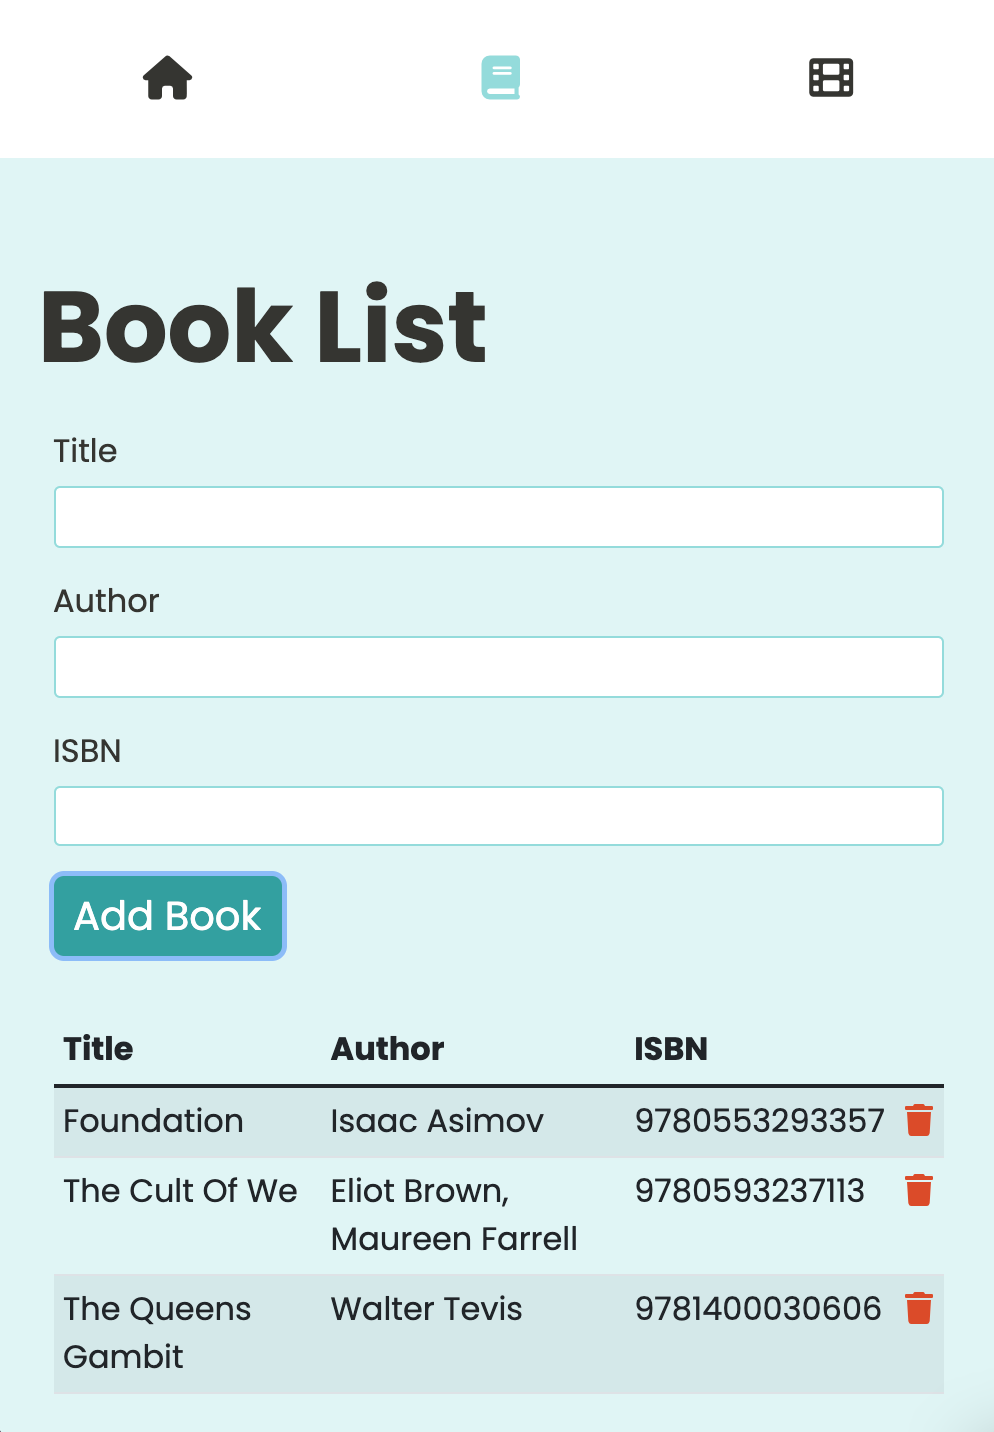 Book List
Title
Author
ISBN
Add Book
Title Author ISBN
Foundation Isaac Asimov 9780553293357
The Cult Of We Eliot Brown, 9780593237113
Maureen Farrell
The Queens Walter Tevis 9781400030606
Gambit